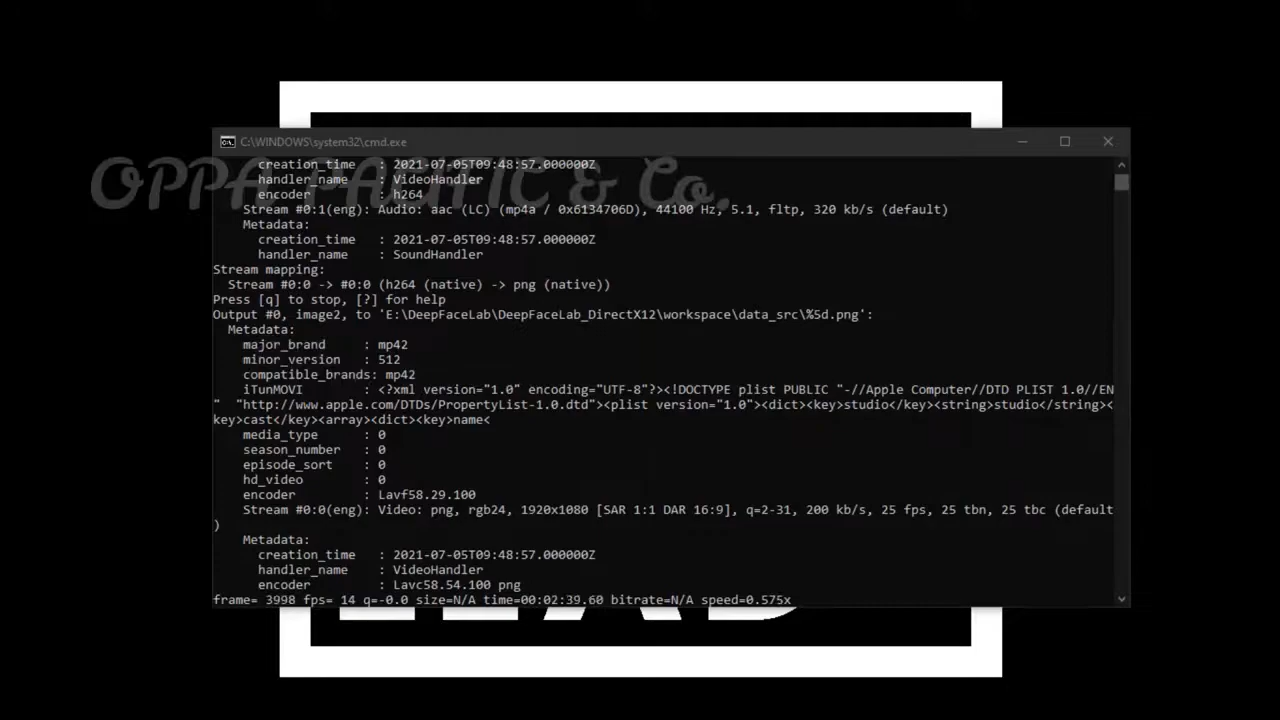 C:\WINDOWS\system32\cmd.exe
OPPA PACIFIC & Co.
creation_time   : 2021-07-05T09:48:57.000000Z
handler_name    : VideoHandler
encoder         : h264
Stream #0:1(eng): Audio: aac (LC) (mp4a / 0x6134706D), 44100 Hz, 5.1, fltp, 320 kb/s (default)
Metadata:
creation_time   : 2021-07-05T09:48:57.000000Z
handler_name    : SoundHandler
Stream mapping:
Stream #0:0 -> #0:0 (h264 (native) -> png (native))
Press [q] to stop, [?] for help
Output #0, image2, to 'E:\DeepFaceLab\DeepFaceLab_DirectX12\workspace\data_src\%5d.png':
Metadata:
major_brand     : mp42
minor_version   : 512
compatible_brands: mp42
iTunMOVI        : <?xml version="1.0" encoding="UTF-8"?><!DOCTYPE plist PUBLIC "-//Apple Computer//DTD PLIST 1.0//EN
" "http://www.apple.com/DTDs/PropertyList-1.0.dtd"><plist version="1.0"><dict><key>studio</key><string>studio</string><
key>cast</key><array><dict><key>name<
media_type      : 0
season_number   : 0
episode_sort    : 0
hd_video        : 0
encoder         : Lavf58.29.100
Stream #0:0(eng): Video: png, rgb24, 1920x1080 [SAR 1:1 DAR 16:9], q=2-31, 200 kb/s, 25 fps, 25 tbn, 25 tbc (default
)
Metadata:
creation_time   : 2021-07-05T09:48:57.000000Z
handler_name    : VideoHandler
encoder         : Lavc58.54.100 png
frame= 3998 fps= 14 q=-0.0 size=N/A time=00:02:39.60 bitrate=N/A speed=0.575x